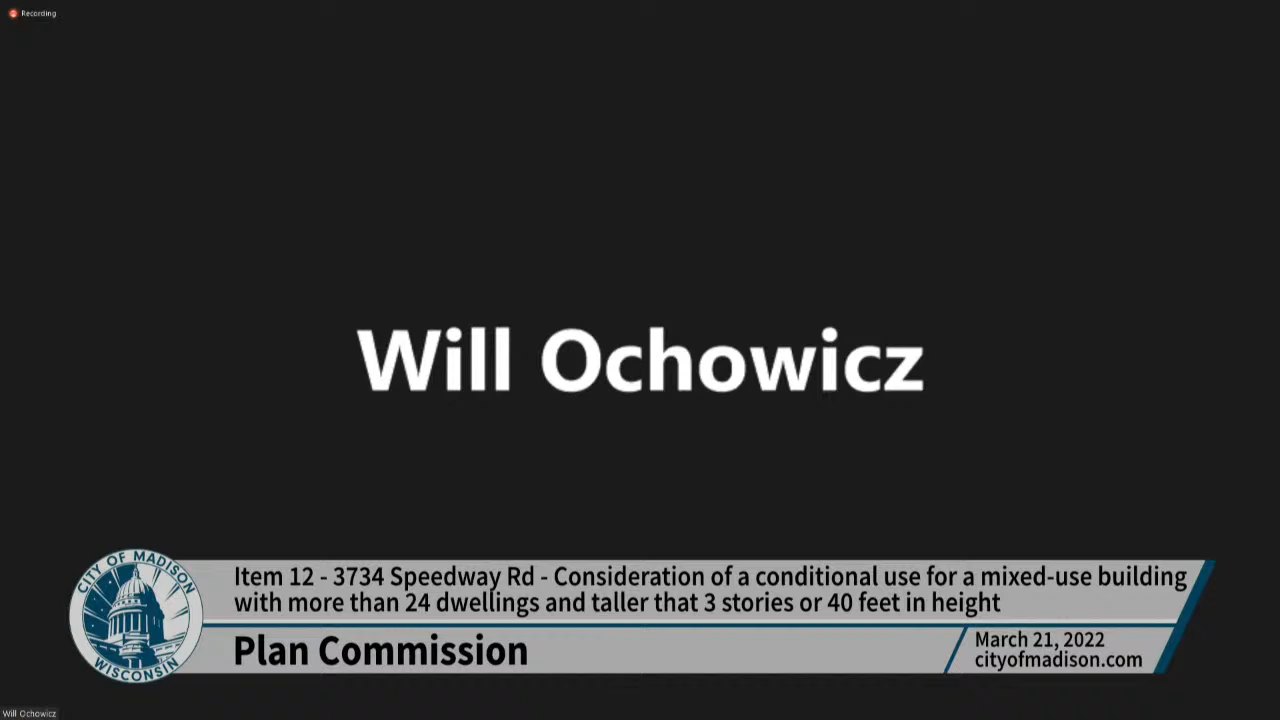 Recording
Will Ochowicz
CITY OF MADISON
WISCONSIN
Item 12 - 3734 Speedway Rd - Consideration of a conditional use for a mixed-use building
with more than 24 dwellings and taller that 3 stories or 40 feet in height
Plan Commission
March 21, 2022
cityofmadison.com
Will Ochowicz